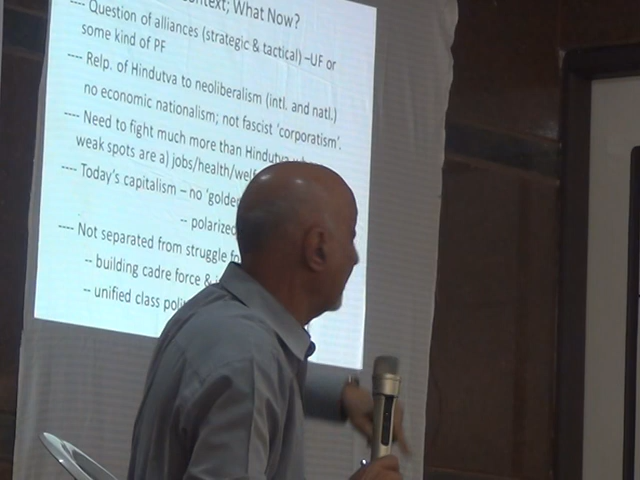 ontext; What Now?
---- Question of alliances (strategic & tactical) –UF or
some kind of PF
---- Relp. of Hindutva to neoliberalism (intl. and natl.)
no economic nationalism; not fascist 'corporatism'.
---- Need to fight much more than Hindutva
weak spots are a) jobs/health/welf
---- Today's capitalism – no 'golde
-- polarized
---- Not separated from struggle fo
-- building cadre force &
-- unified class poli